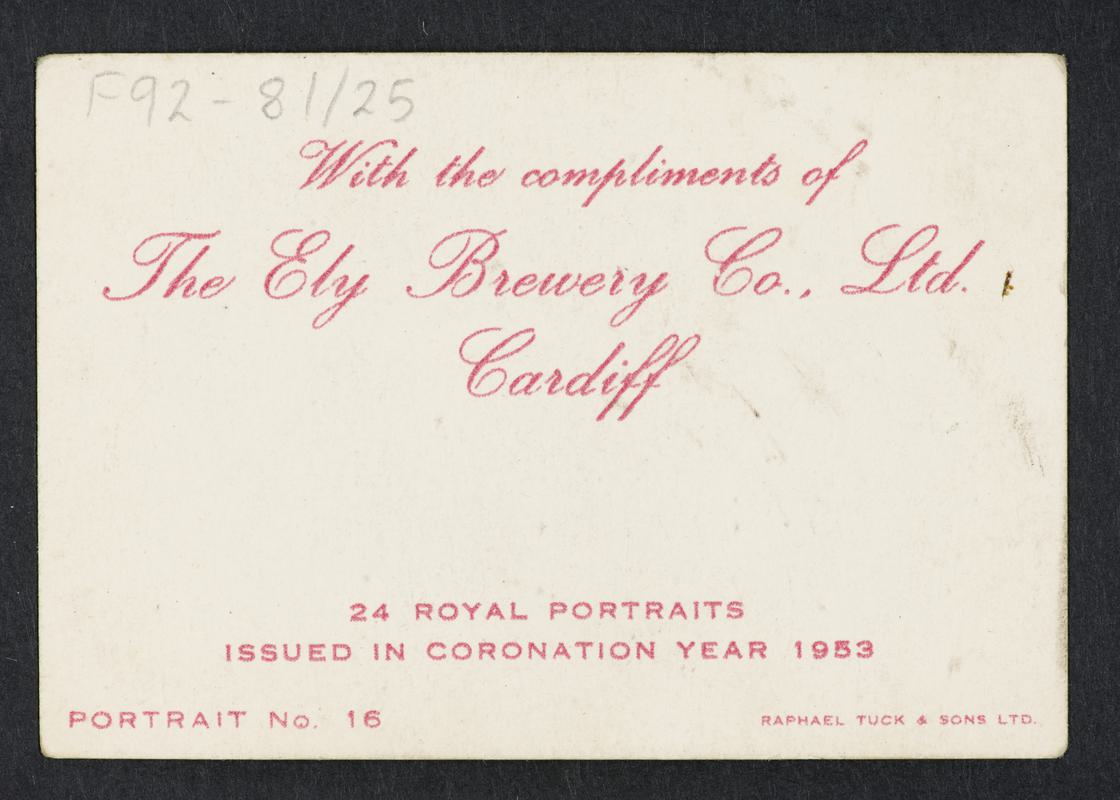 F92-81/25
With the compliments of
The Ely Brewery Co., Ltd.
Cardiff
24 ROYAL PORTRAITS
ISSUED IN CORONATION YEAR 1953
PORTRAIT No. 16
RAPHAEL TUCK & SONS LTD.